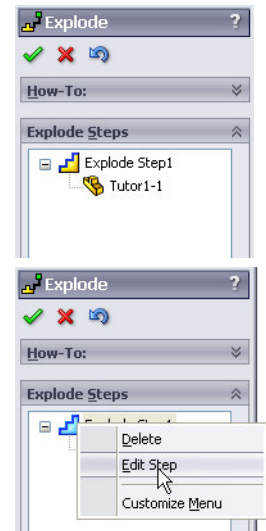 Explode ?
How-To:
Explode Steps
Explode Step1
Tutor1-1
Explode ?
How-To:
Explode Steps
Delete
Edit Step
Customize Menu